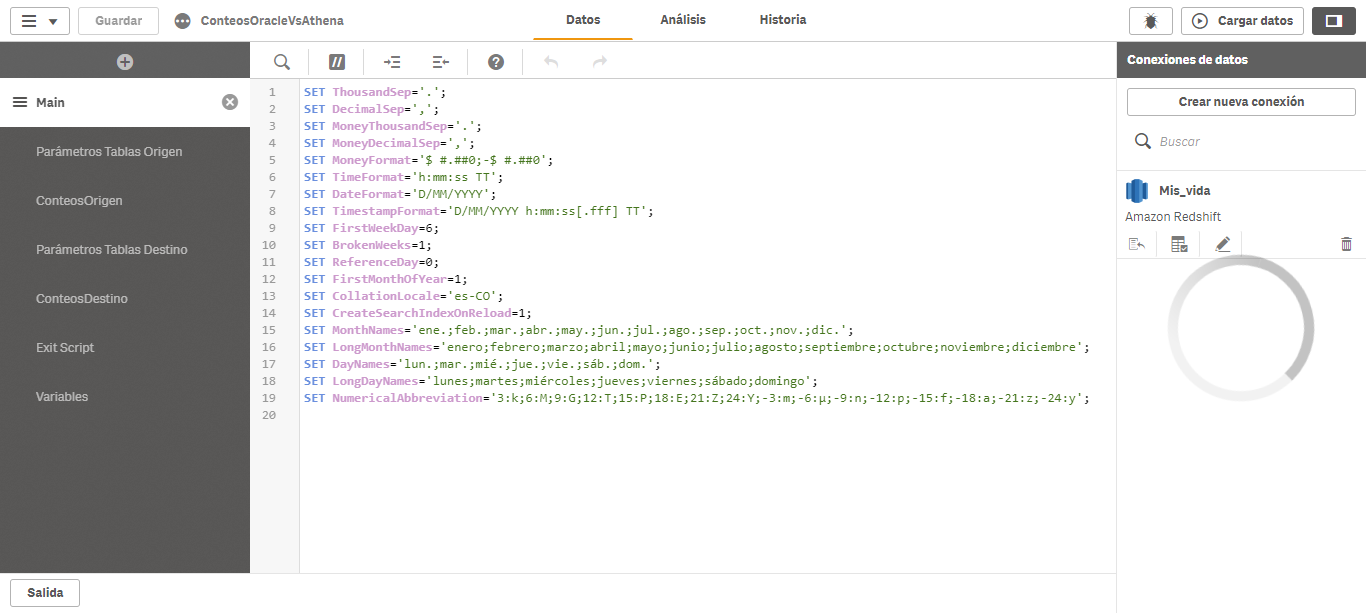 Guardar
ConteosOracleVsAthena
Datos
Análisis
Historia
Cargar datos
Main
Parámetros Tablas Origen
ConteosOrigen
Parámetros Tablas Destino
ConteosDestino
Exit Script
Variables
//
?
1 SET ThousandSep='.';
2 SET DecimalSep=',';
3 SET MoneyThousandSep='.';
4 SET MoneyDecimalSep=',';
5 SET MoneyFormat='$ #.##0;-$ #.##0';
6 SET TimeFormat='h:mm:ss TT';
7 SET DateFormat='D/MM/YYYY';
8 SET TimestampFormat='D/MM/YYYY h:mm:ss[.fff] TT';
9 SET FirstWeekDay=6;
10 SET BrokenWeeks=1;
11 SET ReferenceDay=0;
12 SET FirstMonthOfYear=1;
13 SET CollationLocale='es-CO';
14 SET CreateSearchIndexOnReload=1;
15 SET MonthNames='ene.;feb.;mar.;abr.;may.;jun.;jul.;ago.;sep.;oct.;nov.;dic.';
16 SET LongMonthNames='enero;febrero;marzo;abril;mayo;junio;julio;agosto;septiembre;octubre;noviembre;diciembre';
17 SET DayNames='lun.;mar.;mié.;jue.;vie.;sáb.;dom.';
18 SET LongDayNames='lunes;martes;miércoles;jueves;viernes;sábado;domingo';
19 SET NumericalAbbreviation='3:k;6:M;9:G;12:T;15:P;18:E;21:Z;24:Y;-3:m;-6:μ;-9:n;-12:p;-15:f;-18:a;-21:z;-24:y';
20
Conexiones de datos
Crear nueva conexión
Buscar
Mis_vida
Amazon Redshift
Salida